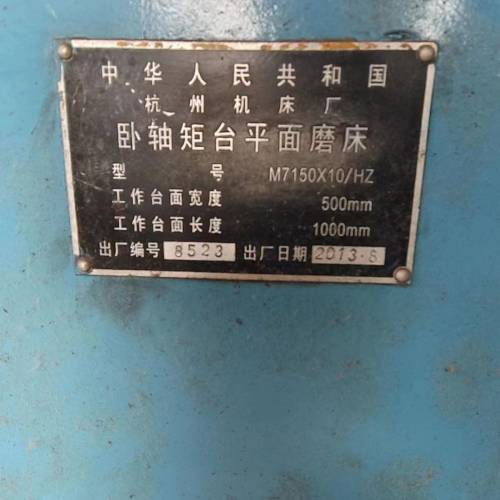 中华人民共和国
杭州机床厂
卧轴矩台平面磨床
型号 M7150X10/HZ
工作台面宽度 500mm
工作台面长度 1000mm
出厂编号 8523 出厂日期 2013·8